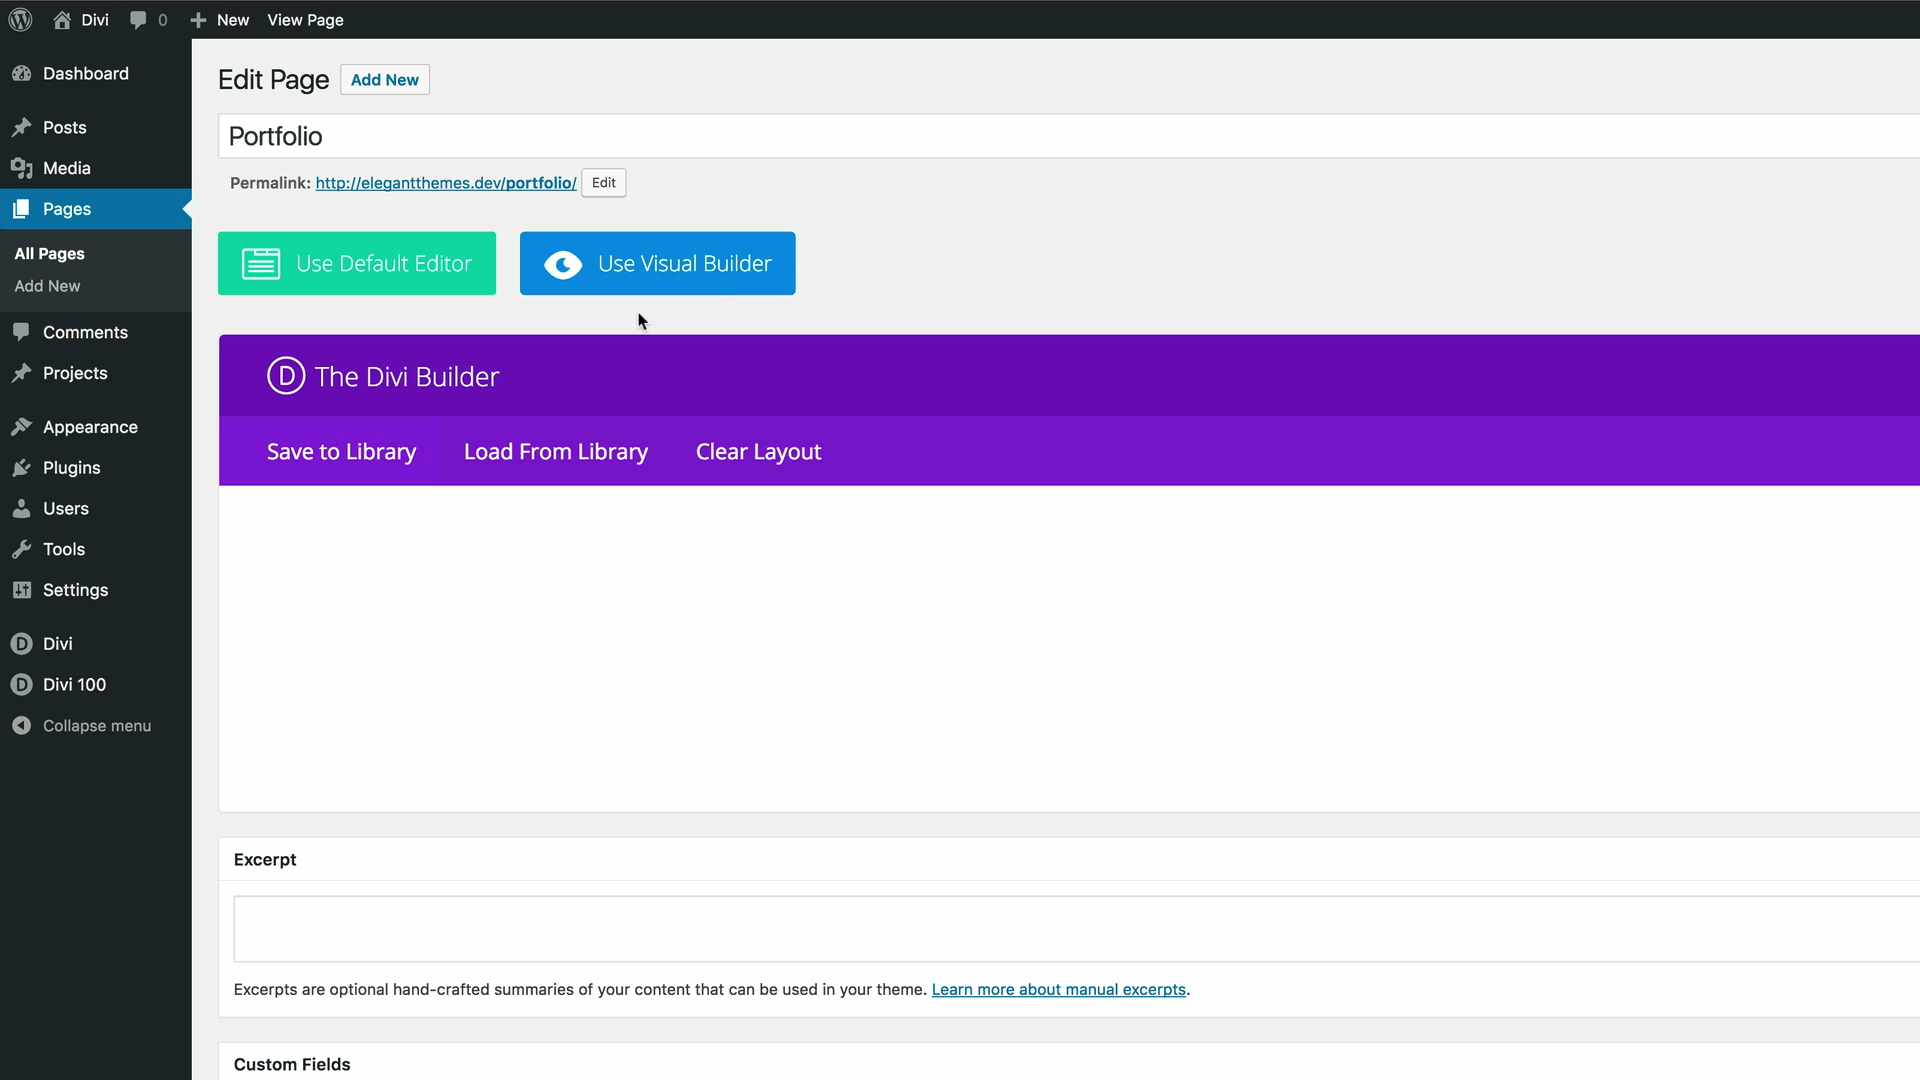 Divi
0
New
View Page
Dashboard
Posts
Media
Pages
All Pages
Add New
Comments
Projects
Appearance
Plugins
Users
Tools
Settings
Divi
Divi 100
Collapse menu
Edit Page
Add New
Portfolio
Permalink: http://elegantthemes.dev/portfolio/ Edit
Use Default Editor
Use Visual Builder
D The Divi Builder
Save to Library
Load From Library
Clear Layout
Excerpt
Excerpts are optional hand-crafted summaries of your content that can be used in your theme. Learn more about manual excerpts.
Custom Fields